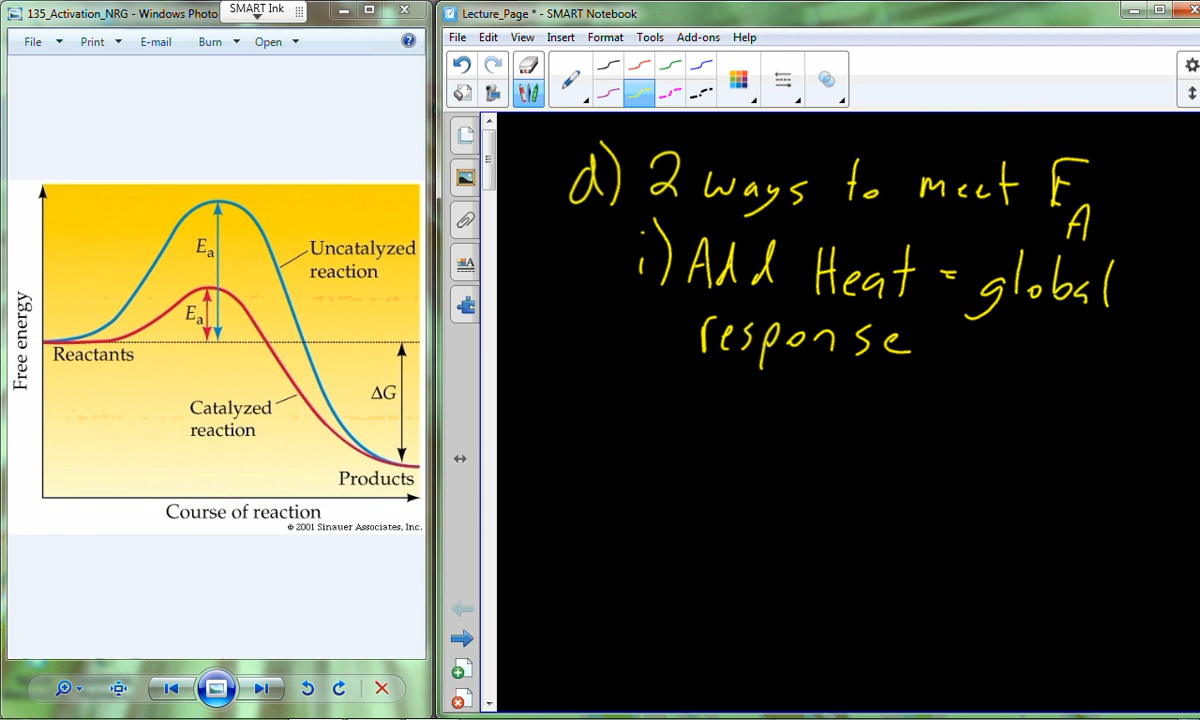 135_Activation_NRG - Windows Photo
SMART Ink
File Print E-mail Burn Open
Free energy
Ea
Uncatalyzed
reaction
Ea
Reactants
ΔG
Catalyzed
reaction
Products
Course of reaction
© 2001 Sinauer Associates, Inc.
Lecture_Page * - SMART Notebook
File Edit View Insert Format Tools Add-ons Help
d) 2 ways to meet EA
i) Add Heat = global
response